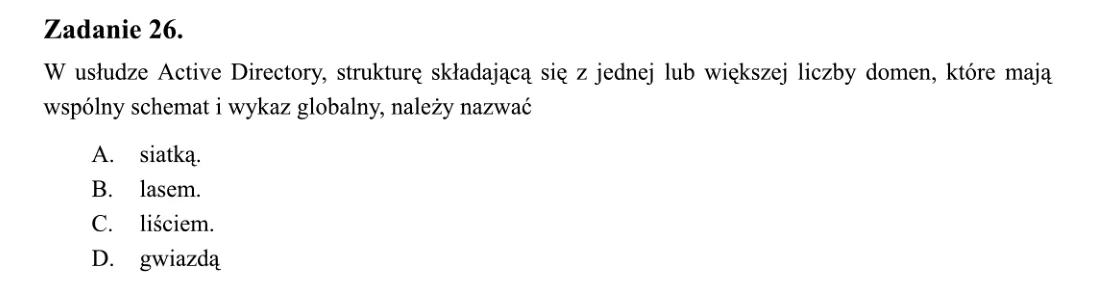 Zadanie 26.
W usłudze Active Directory, strukturę składającą się z jednej lub większej liczby domen, które mają
wspólny schemat i wykaz globalny, należy nazwać
A. siatką.
B. lasem.
C. liściem.
D. gwiazdą